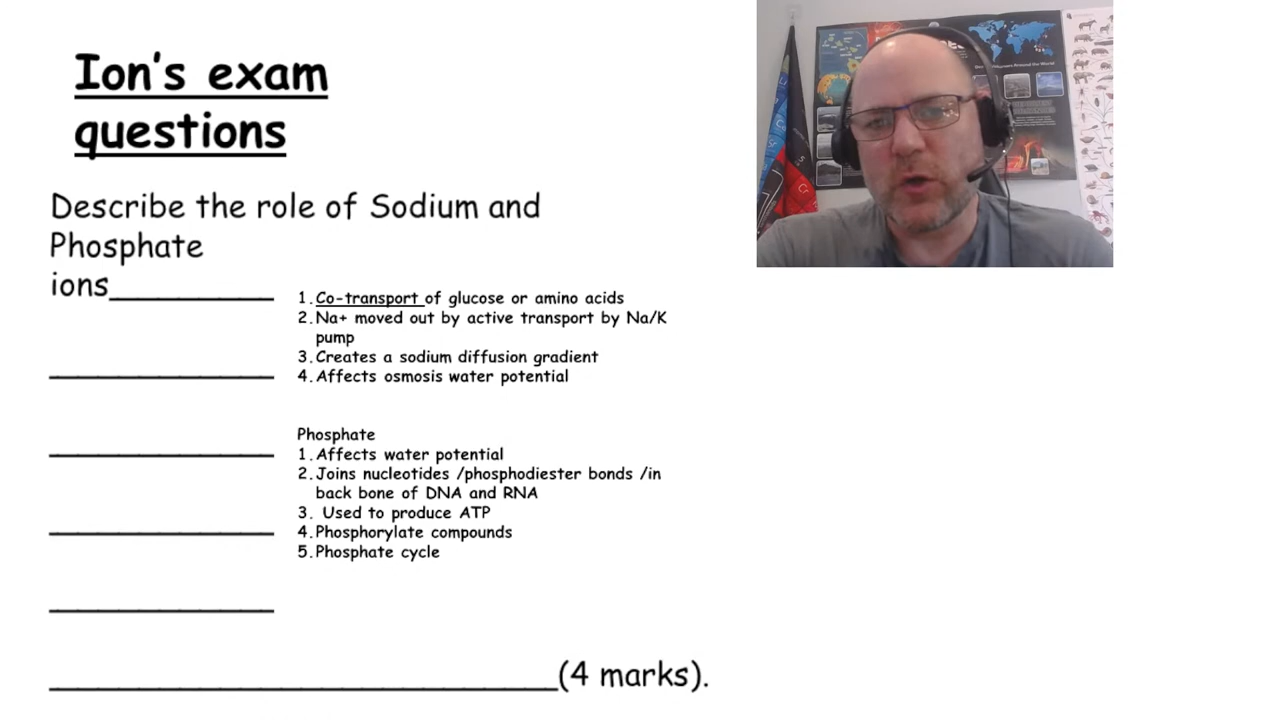 Ion's exam
questions
Describe the role of Sodium and
Phosphate
ions__________
1. Co-transport of glucose or amino acids
2. Na+ moved out by active transport by Na/K
pump
3. Creates a sodium diffusion gradient
4. Affects osmosis water potential
Phosphate
1. Affects water potential
2. Joins nucleotides /phosphodiester bonds /in
back bone of DNA and RNA
3. Used to produce ATP
4. Phosphorylate compounds
5. Phosphate cycle
(4 marks).